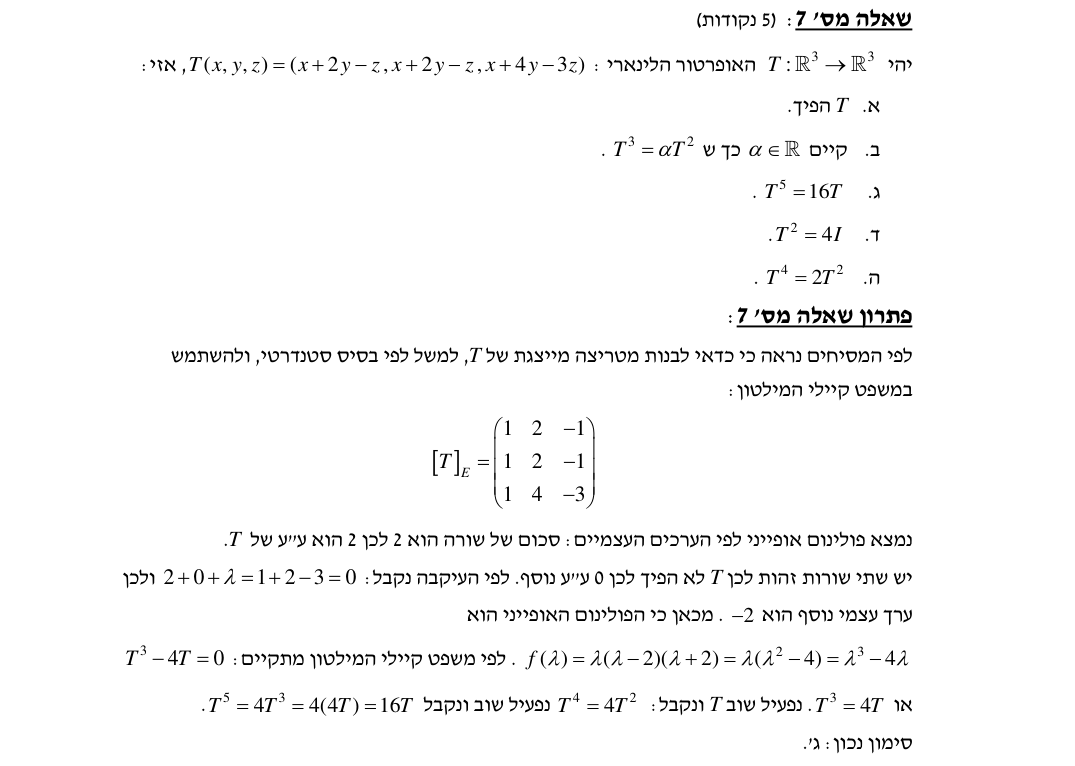 שאלה מס׳ 7 : (5 נקודות)
יהי T : ℝ³ → ℝ³ האופרטור הלינארי : T(x, y, z) = (x + 2y − z, x + 2y − z, x + 4y − 3z) , אזי :
א. T הפיך.
ב. קיים α ∈ ℝ כך ש T³ = αT² .
ג. T⁵ = 16T .
ד. T² = 4I .
ה. T⁴ = 2T² .
פתרון שאלה מס׳ 7 :
לפי המסיחים נראה כי כדאי לבנות מטריצה מייצגת של T, למשל לפי בסיס סטנדרטי, ולהשתמש
במשפט קיילי המילטון :
[T]_E = (1 2 −1
1 2 −1
1 4 −3)
נמצא פולינום אופייני לפי הערכים העצמיים : סכום של שורה הוא 2 לכן 2 הוא ע״ע של T.
יש שתי שורות זהות לכן T לא הפיך לכן 0 ע״ע נוסף. לפי העיקבה נקבל : 2 + 0 + λ = 1 + 2 − 3 = 0 ולכן
ערך עצמי נוסף הוא −2 . מכאן כי הפולינום האופייני הוא
f(λ) = λ(λ − 2)(λ + 2) = λ(λ² − 4) = λ³ − 4λ . לפי משפט קיילי המילטון מתקיים : T³ − 4T = 0
או T³ = 4T . נפעיל שוב T ונקבל : T⁴ = 4T² נפעיל שוב ונקבל T⁵ = 4T³ = 4(4T) = 16T .
סימון נכון : ג׳.